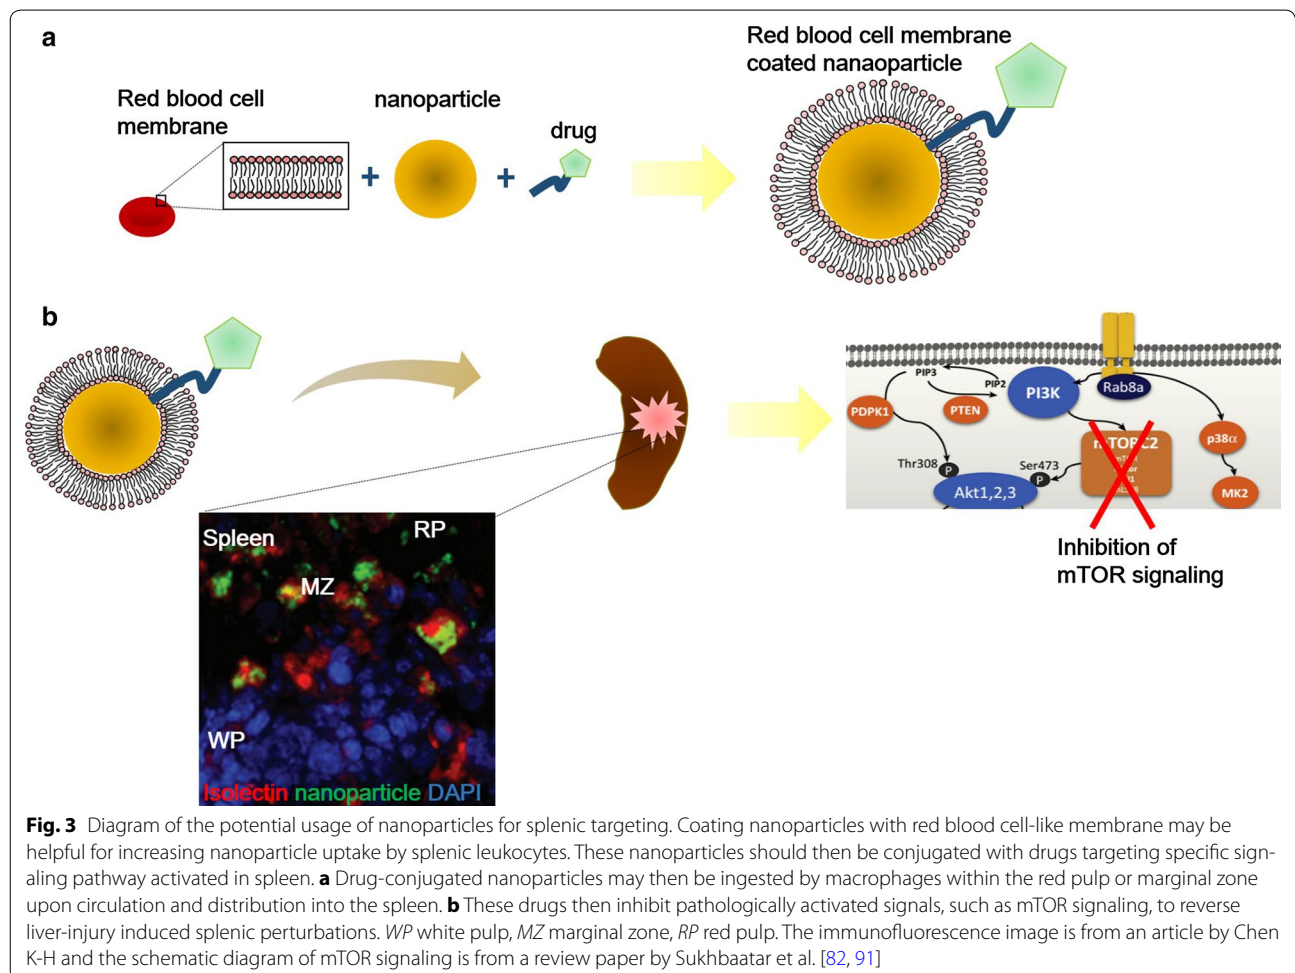 a
Red blood cell membrane
coated nanaoparticle
Red blood cell
membrane
nanoparticle
drug
+
+
b
PIP3
PIP2
PI3K
Rab8a
PDPK1
PTEN
mTORC2
p38α
Thr308
P
Ser473
P
Akt1,2,3
MK2
Inhibition of
mTOR signaling
Spleen
RP
MZ
WP
Isolectin nanoparticle DAPI
Fig. 3 Diagram of the potential usage of nanoparticles for splenic targeting. Coating nanoparticles with red blood cell-like membrane may be
helpful for increasing nanoparticle uptake by splenic leukocytes. These nanoparticles should then be conjugated with drugs targeting specific sign-
aling pathway activated in spleen. a Drug-conjugated nanoparticles may then be ingested by macrophages within the red pulp or marginal zone
upon circulation and distribution into the spleen. b These drugs then inhibit pathologically activated signals, such as mTOR signaling, to reverse
liver-injury induced splenic perturbations. WP white pulp, MZ marginal zone, RP red pulp. The immunofluorescence image is from an article by Chen
K-H and the schematic diagram of mTOR signaling is from a review paper by Sukhbaatar et al. [82, 91]